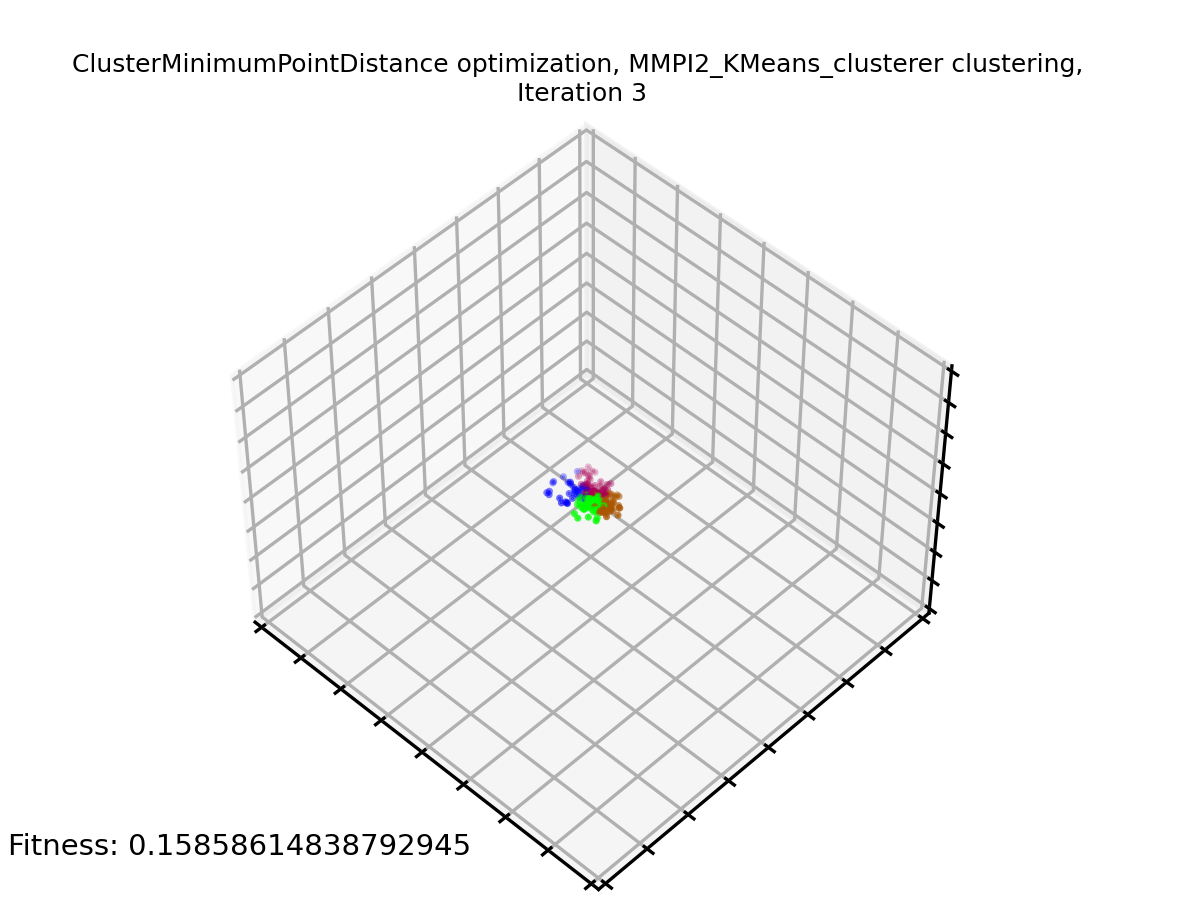 ClusterMinimumPointDistance optimization, MMPI2_KMeans_clusterer clustering,
Iteration 3
Fitness: 0.15858614838792945